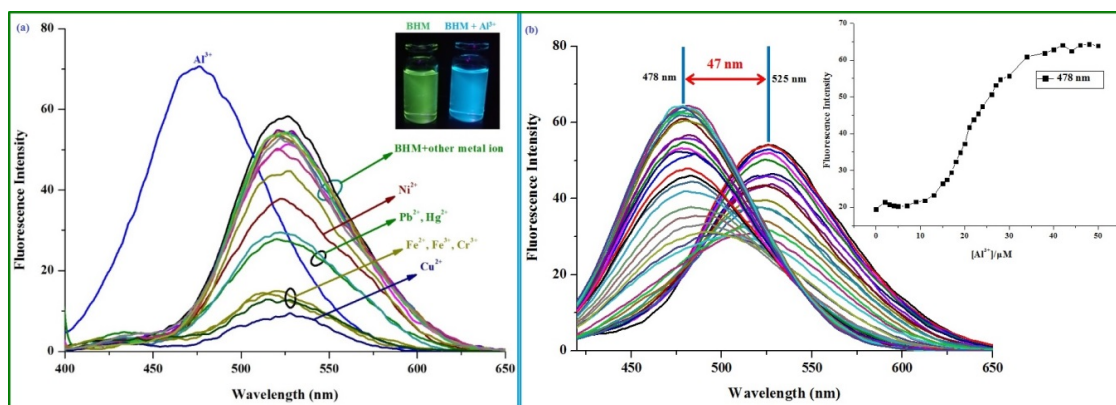 (a)
BHM
BHM + Al³⁺
Al³⁺
BHM+other metal ion
Ni²⁺
Pb²⁺, Hg²⁺
Fe²⁺, Fe³⁺, Cr³⁺
Cu²⁺
Fluorescence Intensity
80
60
40
20
0
400
450
500
550
600
650
Wavelength (nm)
(b)
47 nm
478 nm
525 nm
Fluorescence Intensity
80
60
40
20
0
450
500
550
600
650
Wavelength (nm)
Fluorescence Intensity
70
60
50
40
30
20
10
0
10
20
30
40
50
478 nm
[Al³⁺]/µM